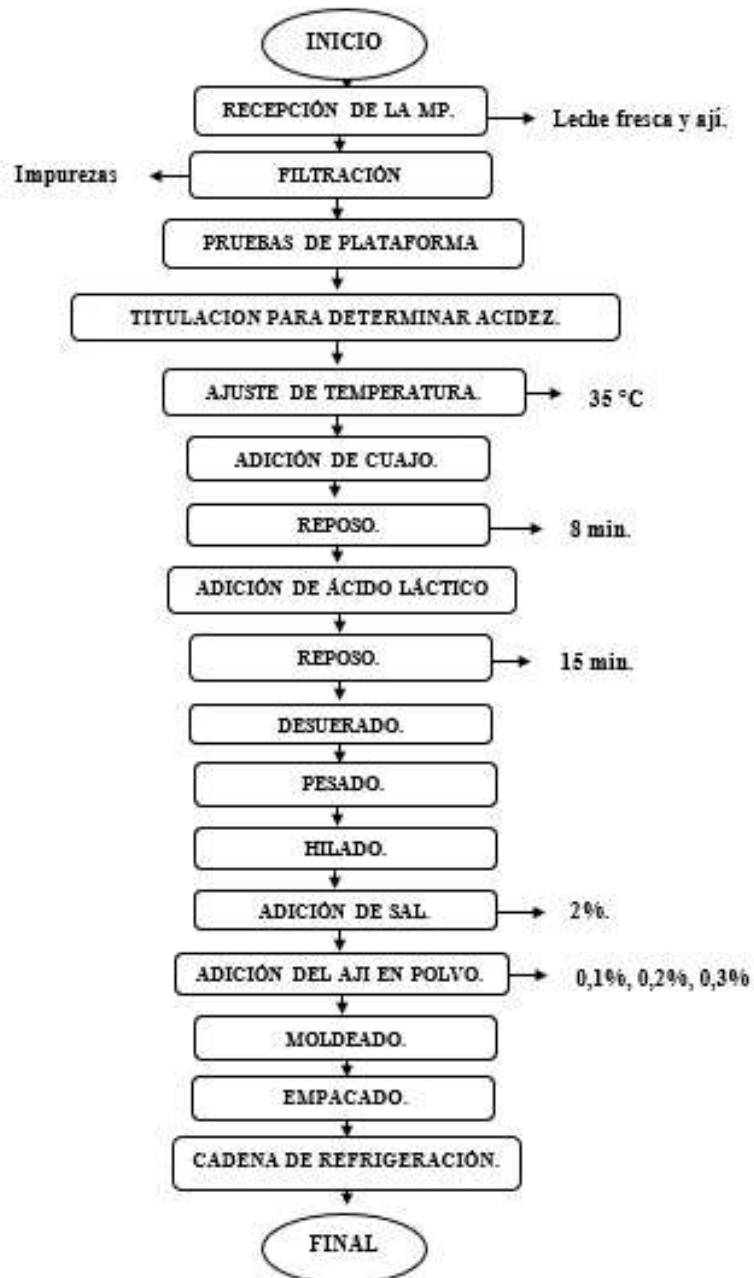 INICIO
RECEPCIÓN DE LA MP.
Leche fresca y ají.
Impurezas
FILTRACIÓN
PRUEBAS DE PLATAFORMA
TITULACION PARA DETERMINAR ACIDEZ.
AJUSTE DE TEMPERATURA.
35 °C
ADICIÓN DE CUAJO.
REPOSO.
8 min.
ADICIÓN DE ÁCIDO LÁCTICO
REPOSO.
15 min.
DESUERADO.
PESADO.
HILADO.
ADICIÓN DE SAL.
2%.
ADICIÓN DEL AJI EN POLVO.
0,1%, 0,2%, 0,3%
MOLDEADO.
EMPACADO.
CADENA DE REFRIGERACIÓN.
FINAL